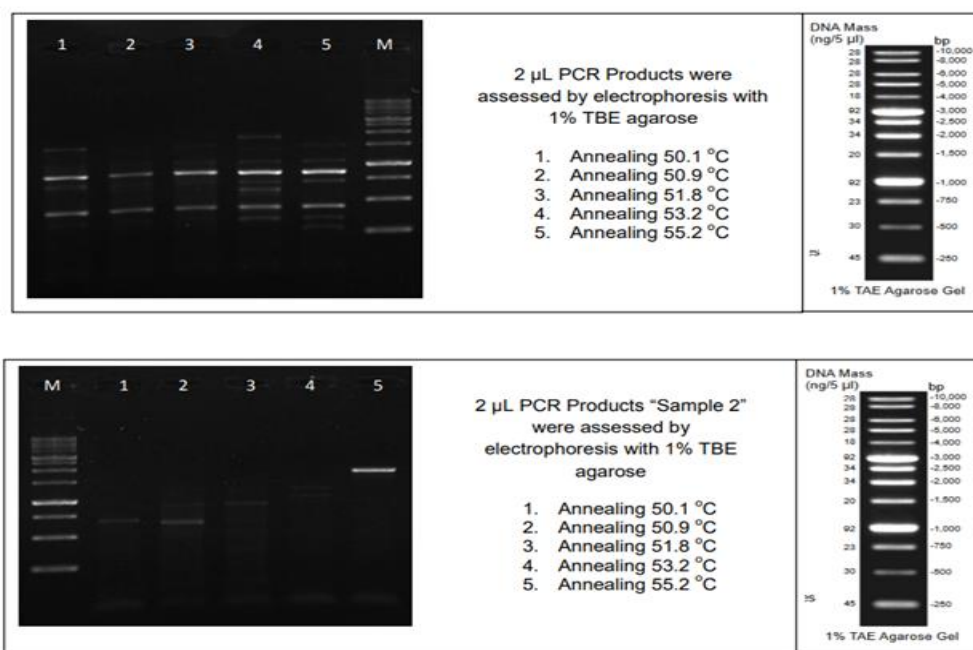 1 2 3 4 5 M
2 µL PCR Products were
assessed by electrophoresis with
1% TBE agarose
1. Annealing 50.1 °C
2. Annealing 50.9 °C
3. Annealing 51.8 °C
4. Annealing 53.2 °C
5. Annealing 55.2 °C
DNA Mass
(ng/5 µl) bp
28 -10,000
28 -8,000
28 -6,000
28 -5,000
18 -4,000
92 -3,000
34 -2,500
34 -2,000
20 -1,500
92 -1,000
23 -750
30 -500
45 -250
1% TAE Agarose Gel
M 1 2 3 4 5
2 µL PCR Products “Sample 2”
were assessed by
electrophoresis with 1% TBE
agarose
1. Annealing 50.1 °C
2. Annealing 50.9 °C
3. Annealing 51.8 °C
4. Annealing 53.2 °C
5. Annealing 55.2 °C
DNA Mass
(ng/5 µl) bp
28 -10,000
28 -8,000
28 -6,000
28 -5,000
18 -4,000
92 -3,000
34 -2,500
34 -2,000
20 -1,500
92 -1,000
23 -750
30 -500
45 -250
1% TAE Agarose Gel